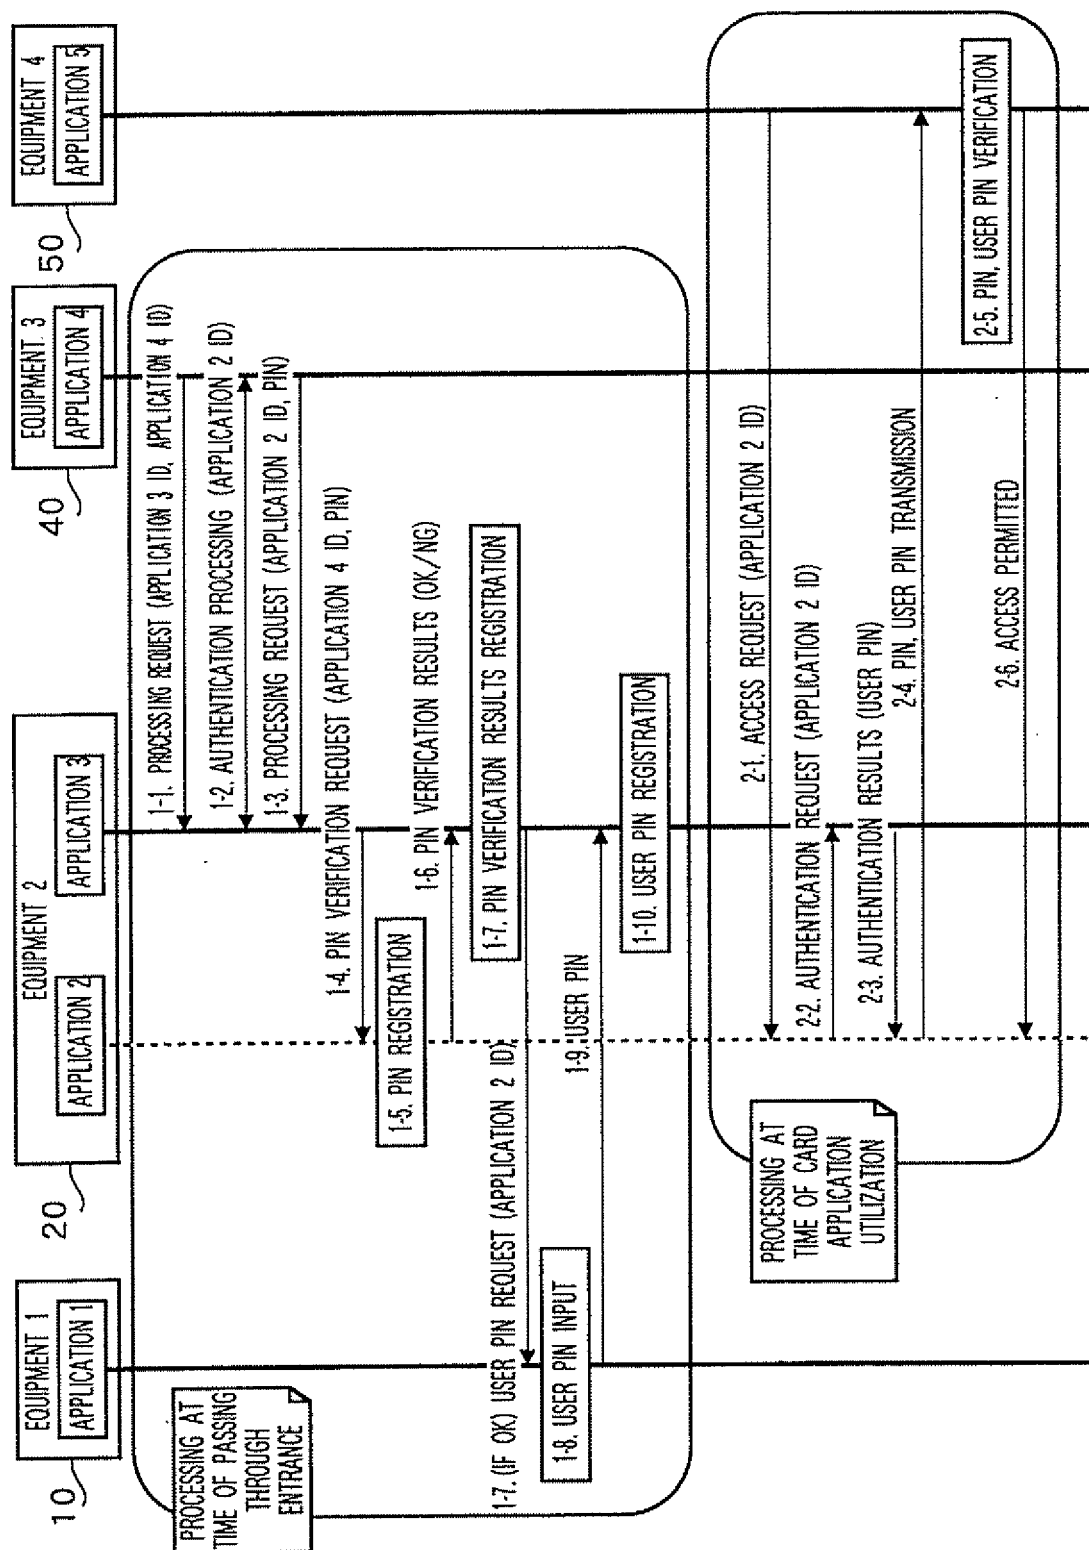 10
EQUIPMENT 1
APPLICATION 1
20
EQUIPMENT 2
APPLICATION 2
APPLICATION 3
40
EQUIPMENT 3
APPLICATION 4
50
EQUIPMENT 4
APPLICATION 5
PROCESSING AT
TIME OF PASSING
THROUGH
ENTRANCE
1-1. PROCESSING REQUEST (APPLICATION 3 ID, APPLICATION 4 ID)
1-2. AUTHENTICATION PROCESSING (APPLICATION 2 ID)
1-3. PROCESSING REQUEST (APPLICATION 2 ID, PIN)
1-4. PIN VERIFICATION REQUEST (APPLICATION 4 ID, PIN)
1-5. PIN REGISTRATION
1-6. PIN VERIFICATION RESULTS (OK/NG)
1-7. PIN VERIFICATION RESULTS REGISTRATION
1-7. (IF OK) USER PIN REQUEST (APPLICATION 2 ID)
1-8. USER PIN INPUT
1-9. USER PIN
1-10. USER PIN REGISTRATION
PROCESSING AT
TIME OF CARD
APPLICATION
UTILIZATION
2-1. ACCESS REQUEST (APPLICATION 2 ID)
2-2. AUTHENTICATION REQUEST (APPLICATION 2 ID)
2-3. AUTHENTICATION RESULTS (USER PIN)
2-4. PIN, USER PIN TRANSMISSION
2-5. PIN, USER PIN VERIFICATION
2-6. ACCESS PERMITTED